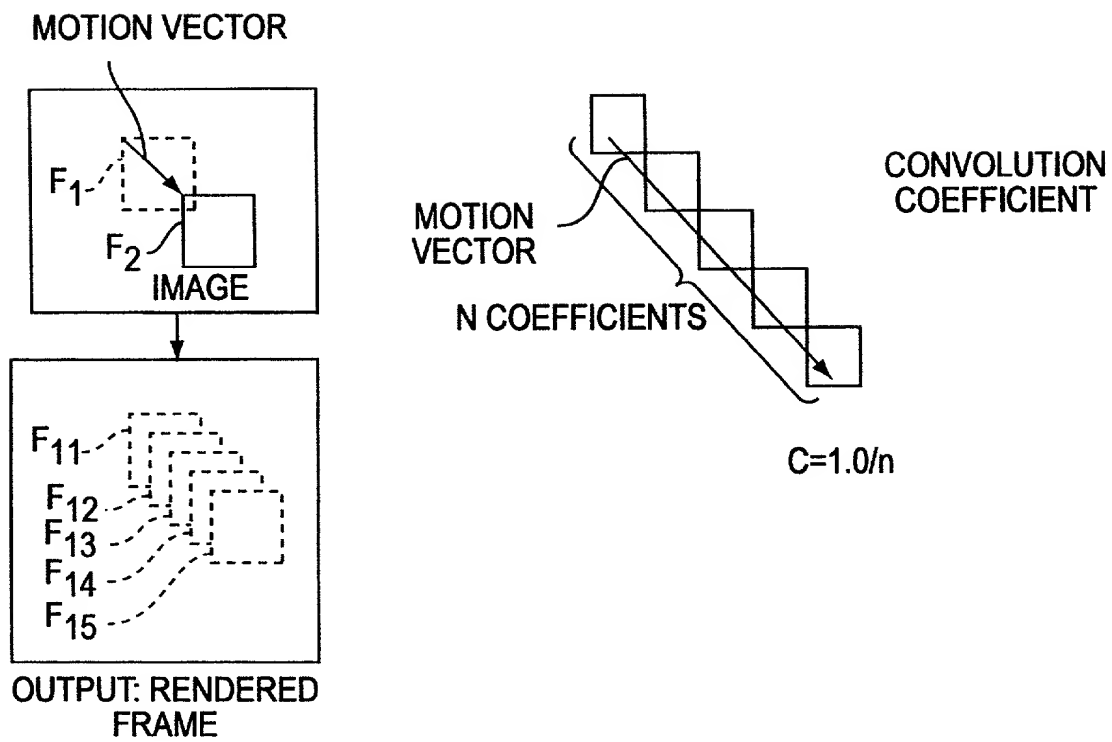 MOTION VECTOR
F1
F2
IMAGE
F11
F12
F13
F14
F15
OUTPUT: RENDERED
FRAME
MOTION
VECTOR
N COEFFICIENTS
CONVOLUTION
COEFFICIENT
C=1.0/n